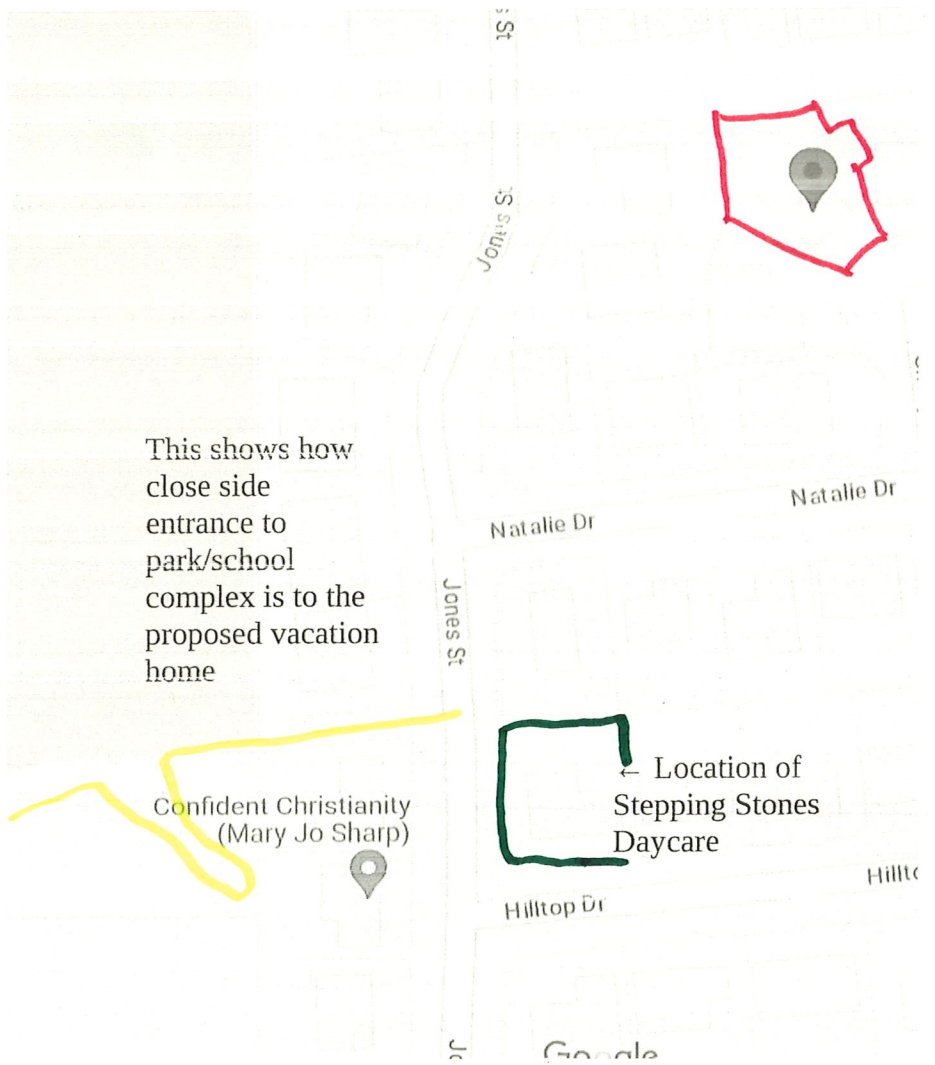 s St
Jones St
This shows how
close side
entrance to
park/school
complex is to the
proposed vacation
home
Natalie Dr
Natalie Dr
Jones St
← Location of
Stepping Stones
Daycare
Confident Christianity
(Mary Jo Sharp)
Hilltop Dr
Hilltc
Jo
Google